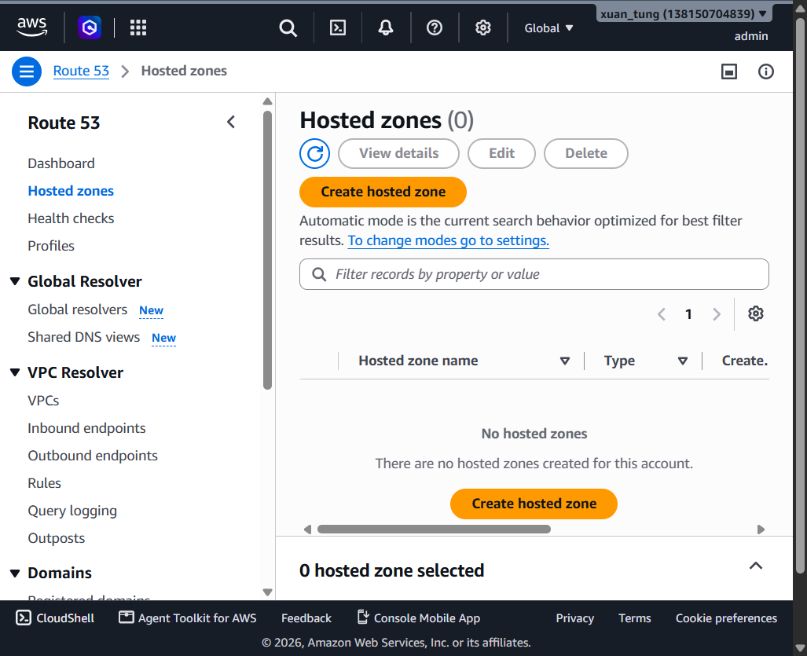 aws
Global
xuan_tung (138150704839)
admin
Route 53
Hosted zones
Route 53
Dashboard
Hosted zones
Health checks
Profiles
Global Resolver
Global resolvers New
Shared DNS views New
VPC Resolver
VPCs
Inbound endpoints
Outbound endpoints
Rules
Query logging
Outposts
Domains
Registered domains
Hosted zones (0)
View details
Edit
Delete
Create hosted zone
Automatic mode is the current search behavior optimized for best filter
results. To change modes go to settings.
Filter records by property or value
1
Hosted zone name
Type
Create.
No hosted zones
There are no hosted zones created for this account.
Create hosted zone
0 hosted zone selected
CloudShell
Agent Toolkit for AWS
Feedback
Console Mobile App
Privacy
Terms
Cookie preferences
© 2026, Amazon Web Services, Inc. or its affiliates.